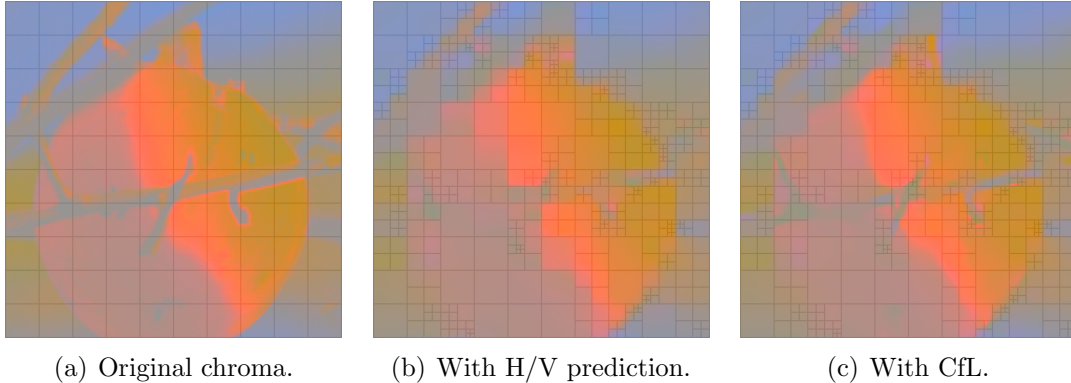 (a) Original chroma.
(b) With H/V prediction.
(c) With CfL.